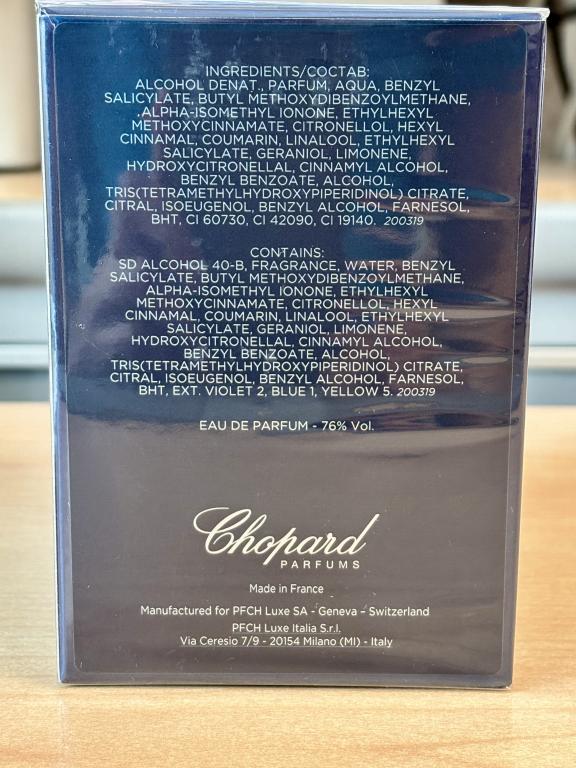 INGREDIENTS/COCTAB:
ALCOHOL DENAT., PARFUM, AQUA, BENZYL
SALICYLATE, BUTYL METHOXYDIBENZOYLMETHANE,
ALPHA-ISOMETHYL IONONE, ETHYLHEXYL
METHOXYCINNAMATE, CITRONELLOL, HEXYL
CINNAMAL, COUMARIN, LINALOOL, ETHYLHEXYL
SALICYLATE, GERANIOL, LIMONENE,
HYDROXYCITRONELLAL, CINNAMYL ALCOHOL,
BENZYL BENZOATE, ALCOHOL,
TRIS(TETRAMETHYLHYDROXYPIPERIDINOL) CITRATE,
CITRAL, ISOEUGENOL, BENZYL ALCOHOL, FARNESOL,
BHT, CI 60730, CI 42090, CI 19140. 200319
CONTAINS:
SD ALCOHOL 40-B, FRAGRANCE, WATER, BENZYL
SALICYLATE, BUTYL METHOXYDIBENZOYLMETHANE,
ALPHA-ISOMETHYL IONONE, ETHYLHEXYL
METHOXYCINNAMATE, CITRONELLOL, HEXYL
CINNAMAL, COUMARIN, LINALOOL, ETHYLHEXYL
SALICYLATE, GERANIOL, LIMONENE,
HYDROXYCITRONELLAL, CINNAMYL ALCOHOL,
BENZYL BENZOATE, ALCOHOL,
TRIS(TETRAMETHYLHYDROXYPIPERIDINOL) CITRATE,
CITRAL, ISOEUGENOL, BENZYL ALCOHOL, FARNESOL,
BHT, EXT. VIOLET 2, BLUE 1, YELLOW 5. 200319
EAU DE PARFUM - 76% Vol.
Chopard
PARFUMS
Made in France
Manufactured for PFCH Luxe SA - Geneva – Switzerland
PFCH Luxe Italia S.r.l.
Via Ceresio 7/9 - 20154 Milano (MI) - Italy